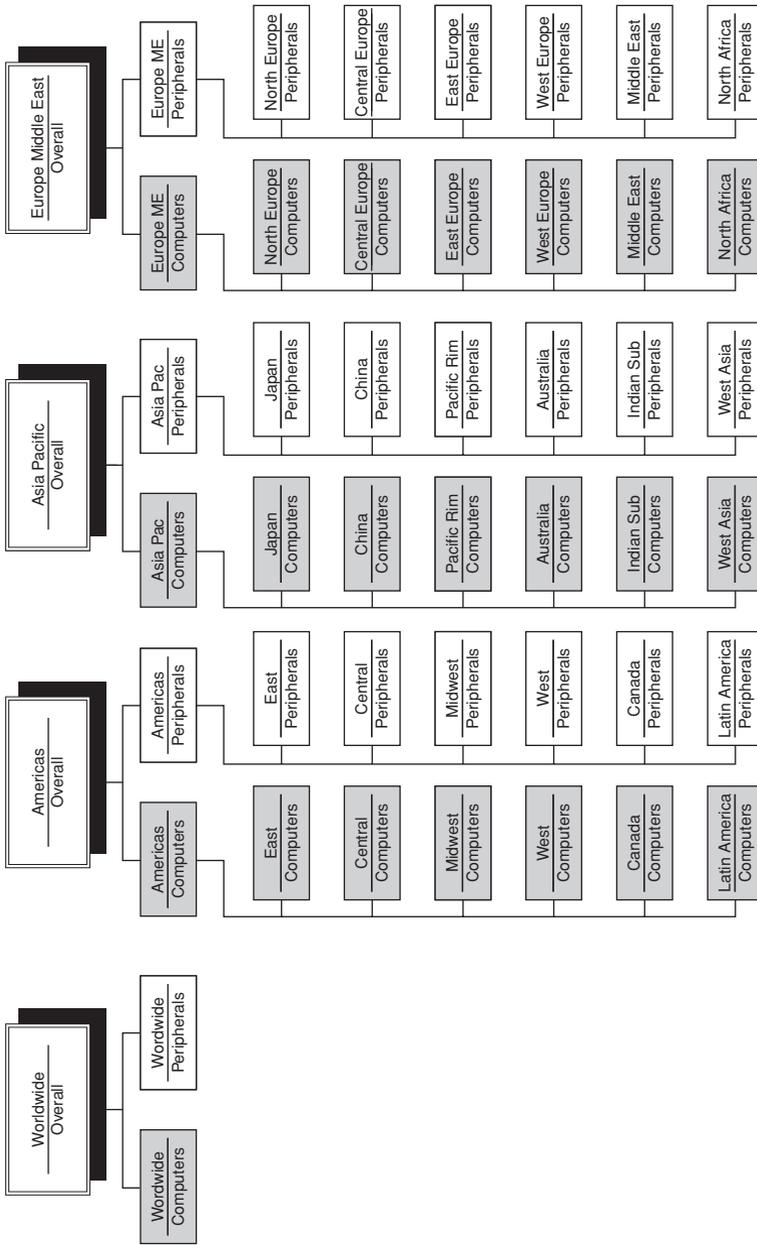 Worldwide
Overall
Wordwide
Computers
Wordwide
Peripherals
Americas
Overall
Americas
Computers
Americas
Peripherals
East
Computers
East
Peripherals
Central
Computers
Central
Peripherals
Midwest
Computers
Midwest
Peripherals
West
Computers
West
Peripherals
Canada
Computers
Canada
Peripherals
Latin America
Computers
Latin America
Peripherals
Asia Pacific
Overall
Asia Pac
Computers
Asia Pac
Peripherals
Japan
Computers
Japan
Peripherals
China
Computers
China
Peripherals
Pacific Rim
Computers
Pacific Rim
Peripherals
Australia
Computers
Australia
Peripherals
Indian Sub
Computers
Indian Sub
Peripherals
West Asia
Computers
West Asia
Peripherals
Europe Middle East
Overall
Europe ME
Computers
Europe ME
Peripherals
North Europe
Computers
North Europe
Peripherals
Central Europe
Computers
Central Europe
Peripherals
East Europe
Computers
East Europe
Peripherals
West Europe
Computers
West Europe
Peripherals
Middle East
Computers
Middle East
Peripherals
North Africa
Computers
North Africa
Peripherals